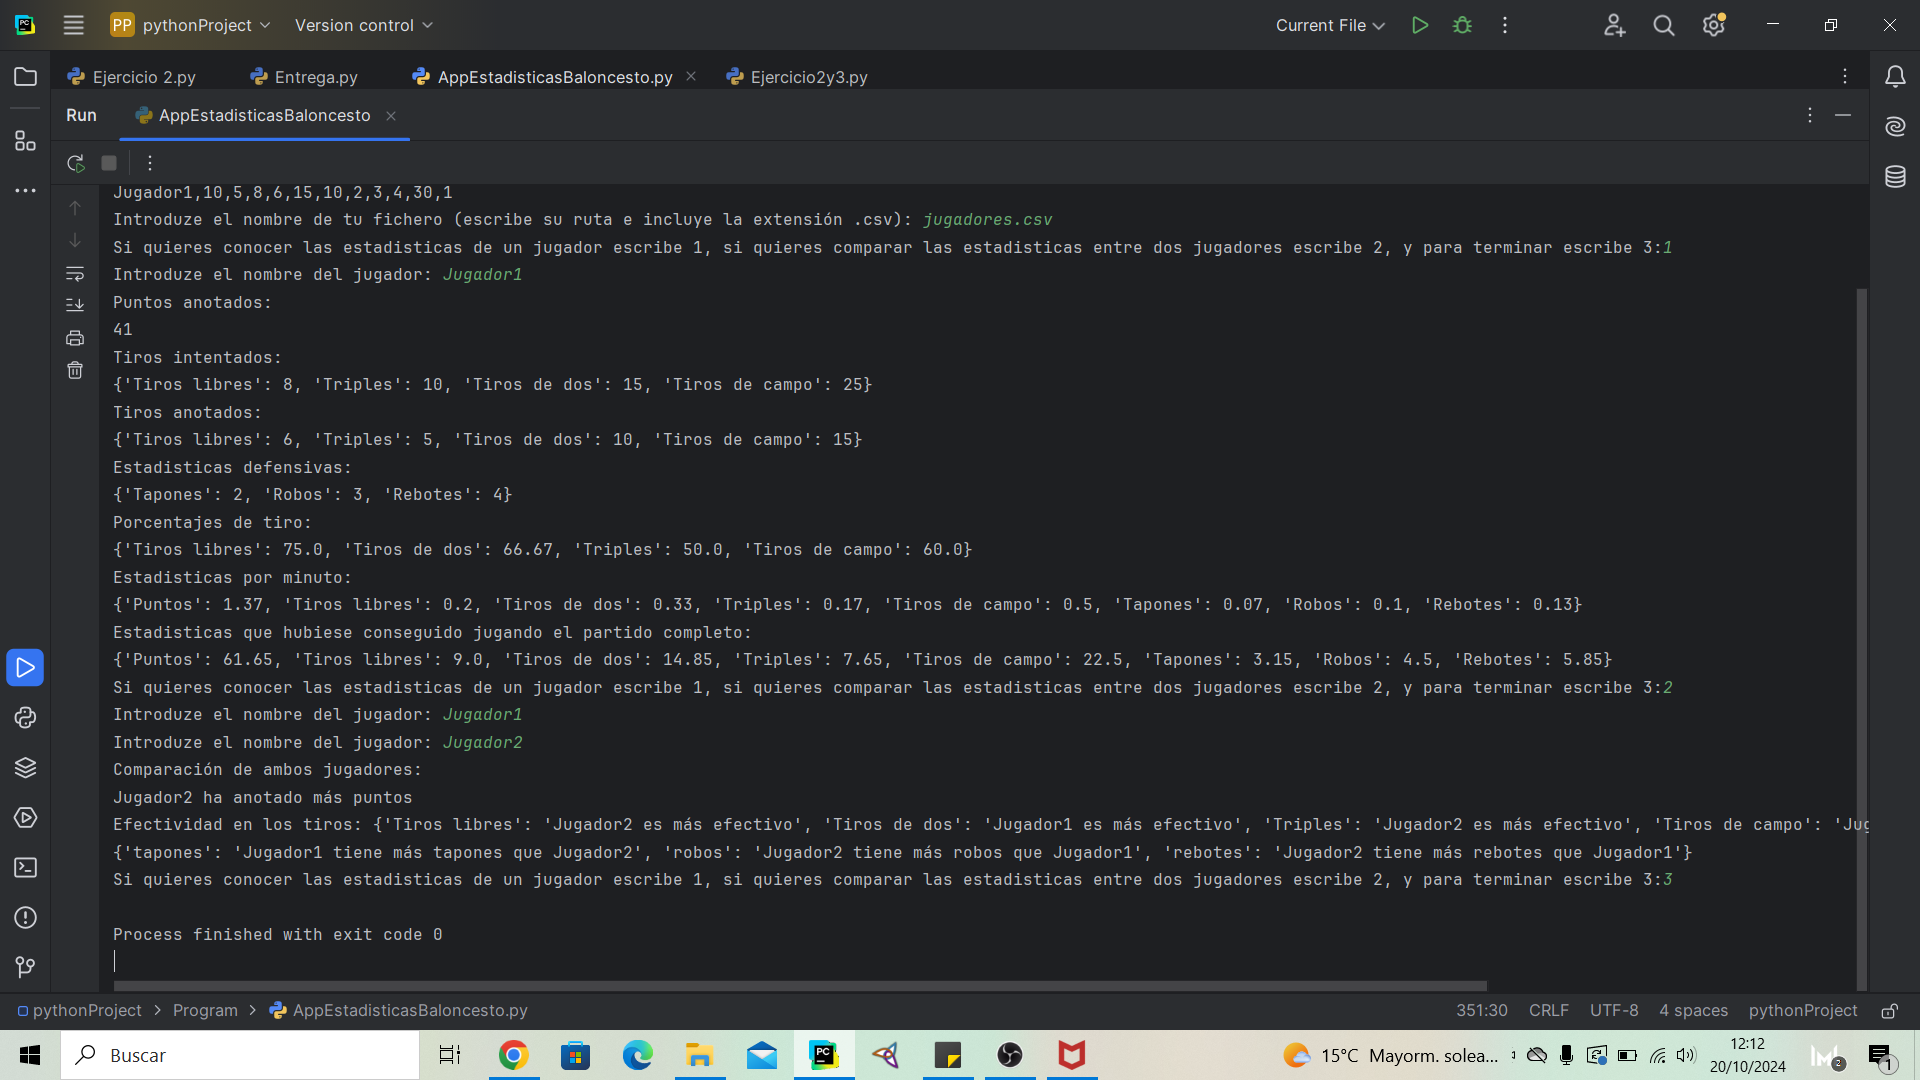 PP pythonProject Version control Current File
Ejercicio 2.py Entrega.py AppEstadisticasBaloncesto.py Ejercicio2y3.py
Run AppEstadisticasBaloncesto
Jugador1,10,5,8,6,15,10,2,3,4,30,1
Introduze el nombre de tu fichero (escribe su ruta e incluye la extensión .csv): jugadores.csv
Si quieres conocer las estadisticas de un jugador escribe 1, si quieres comparar las estadisticas entre dos jugadores escribe 2, y para terminar escribe 3:1
Introduze el nombre del jugador: Jugador1
Puntos anotados:
41
Tiros intentados:
{'Tiros libres': 8, 'Triples': 10, 'Tiros de dos': 15, 'Tiros de campo': 25}
Tiros anotados:
{'Tiros libres': 6, 'Triples': 5, 'Tiros de dos': 10, 'Tiros de campo': 15}
Estadisticas defensivas:
{'Tapones': 2, 'Robos': 3, 'Rebotes': 4}
Porcentajes de tiro:
{'Tiros libres': 75.0, 'Tiros de dos': 66.67, 'Triples': 50.0, 'Tiros de campo': 60.0}
Estadisticas por minuto:
{'Puntos': 1.37, 'Tiros libres': 0.2, 'Tiros de dos': 0.33, 'Triples': 0.17, 'Tiros de campo': 0.5, 'Tapones': 0.07, 'Robos': 0.1, 'Rebotes': 0.13}
Estadisticas que hubiese conseguido jugando el partido completo:
{'Puntos': 61.65, 'Tiros libres': 9.0, 'Tiros de dos': 14.85, 'Triples': 7.65, 'Tiros de campo': 22.5, 'Tapones': 3.15, 'Robos': 4.5, 'Rebotes': 5.85}
Si quieres conocer las estadisticas de un jugador escribe 1, si quieres comparar las estadisticas entre dos jugadores escribe 2, y para terminar escribe 3:2
Introduze el nombre del jugador: Jugador1
Introduze el nombre del jugador: Jugador2
Comparación de ambos jugadores:
Jugador2 ha anotado más puntos
Efectividad en los tiros: {'Tiros libres': 'Jugador2 es más efectivo', 'Tiros de dos': 'Jugador1 es más efectivo', 'Triples': 'Jugador2 es más efectivo', 'Tiros de campo': 'Jug
{'tapones': 'Jugador1 tiene más tapones que Jugador2', 'robos': 'Jugador2 tiene más robos que Jugador1', 'rebotes': 'Jugador2 tiene más rebotes que Jugador1'}
Si quieres conocer las estadisticas de un jugador escribe 1, si quieres comparar las estadisticas entre dos jugadores escribe 2, y para terminar escribe 3:3
Process finished with exit code 0
pythonProject > Program > AppEstadisticasBaloncesto.py 351:30 CRLF UTF-8 4 spaces pythonProject
Buscar 15°C Mayorm. solea... 12:12
20/10/2024